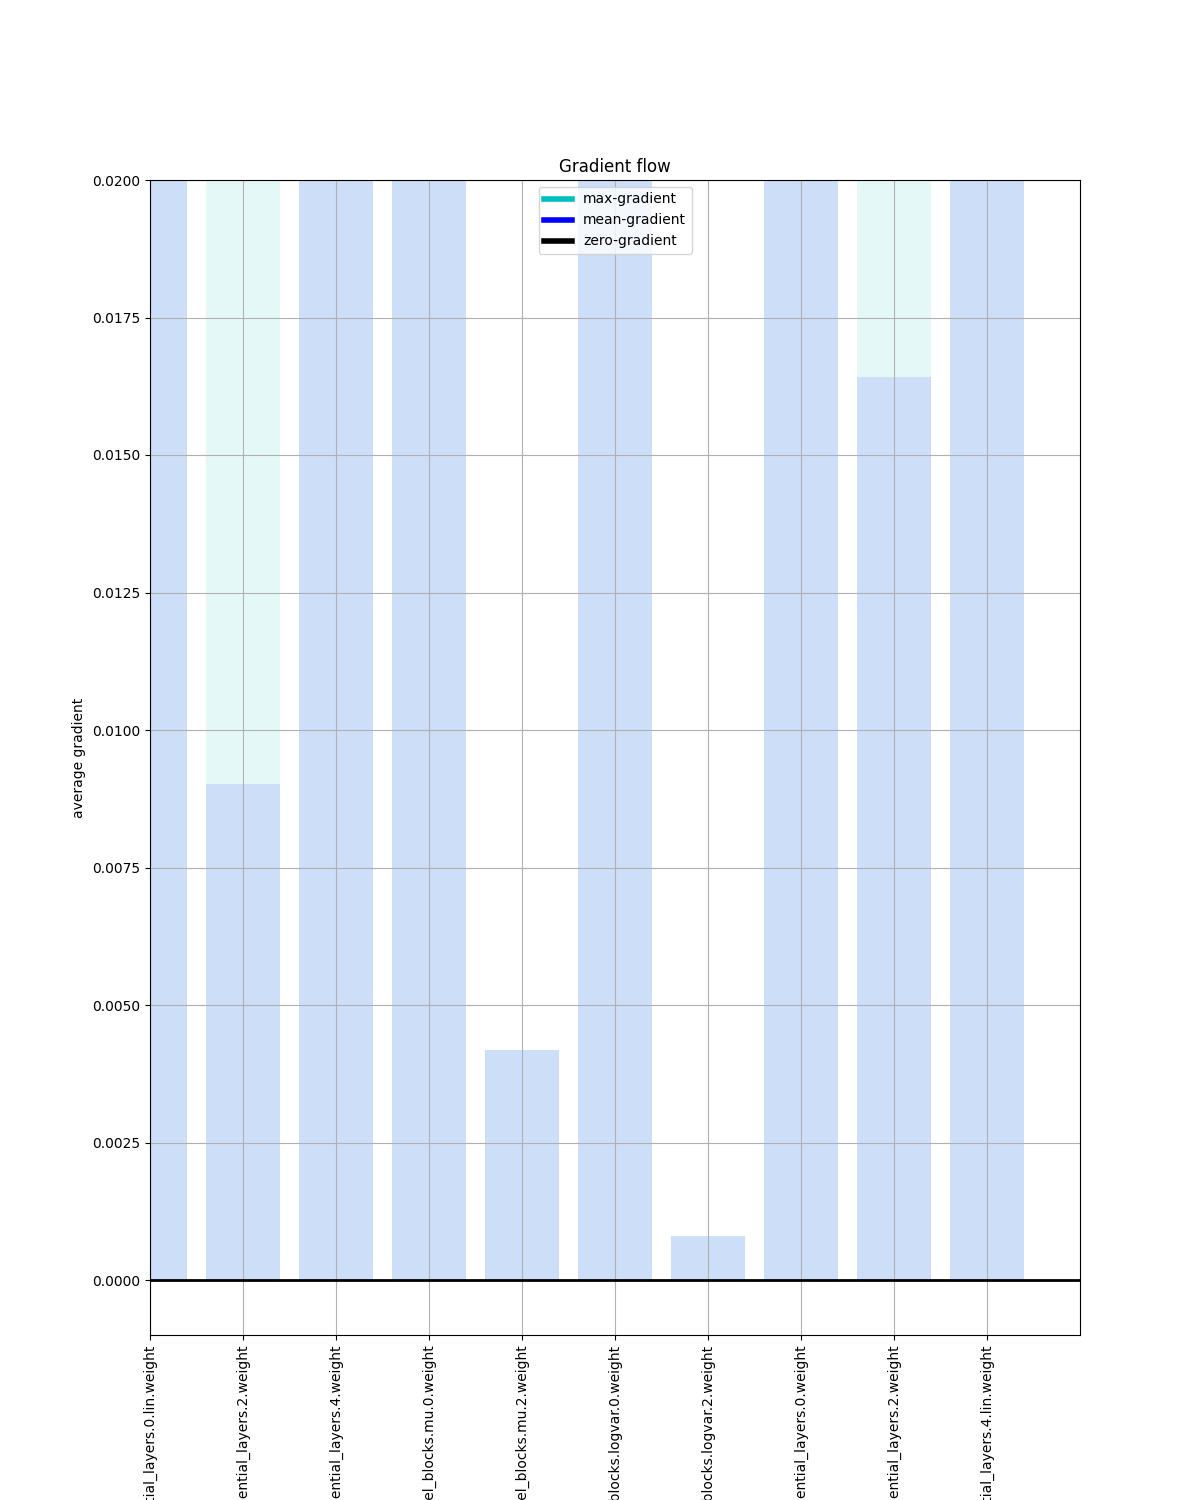 Gradient flow
max-gradient
mean-gradient
zero-gradient
0.0200
0.0175
0.0150
0.0125
0.0100
0.0075
0.0050
0.0025
0.0000
average gradient
tial_layers.0.lin.weight
ential_layers.2.weight
ential_layers.4.weight
el_blocks.mu.0.weight
el_blocks.mu.2.weight
blocks.logvar.0.weight
blocks.logvar.2.weight
ential_layers.0.weight
ential_layers.2.weight
tial_layers.4.lin.weight